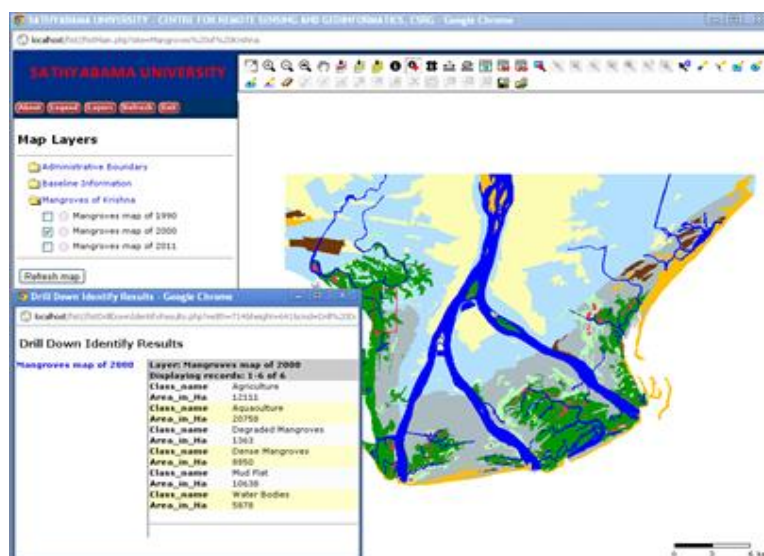 SATHYABAMA UNIVERSITY - CENTRE FOR REMOTE SENSING AND GEOINFORMATICS, CSRG - Google Chrome
SATHYABAMA UNIVERSITY
About Legend Layers Refresh Exit
Map Layers
Administrative Boundary
Baseline Information
Mangroves of Krishna
Mangroves map of 1990
Mangroves map of 2000
Mangroves map of 2011
Refresh map
Drill Down Identify Results - Google Chrome
Drill Down Identify Results
Mangroves map of 2000
Layer: Mangroves map of 2000
Displaying records: 1-6 of 6
Class_name Agriculture
Area_in_Ha 12111
Class_name Aquaculture
Area_in_Ha 20758
Class_name Degraded Mangroves
Area_in_Ha 1363
Class_name Dense Mangroves
Area_in_Ha 8850
Class_name Mud Flat
Area_in_Ha 10638
Class_name Water Bodies
Area_in_Ha 5878